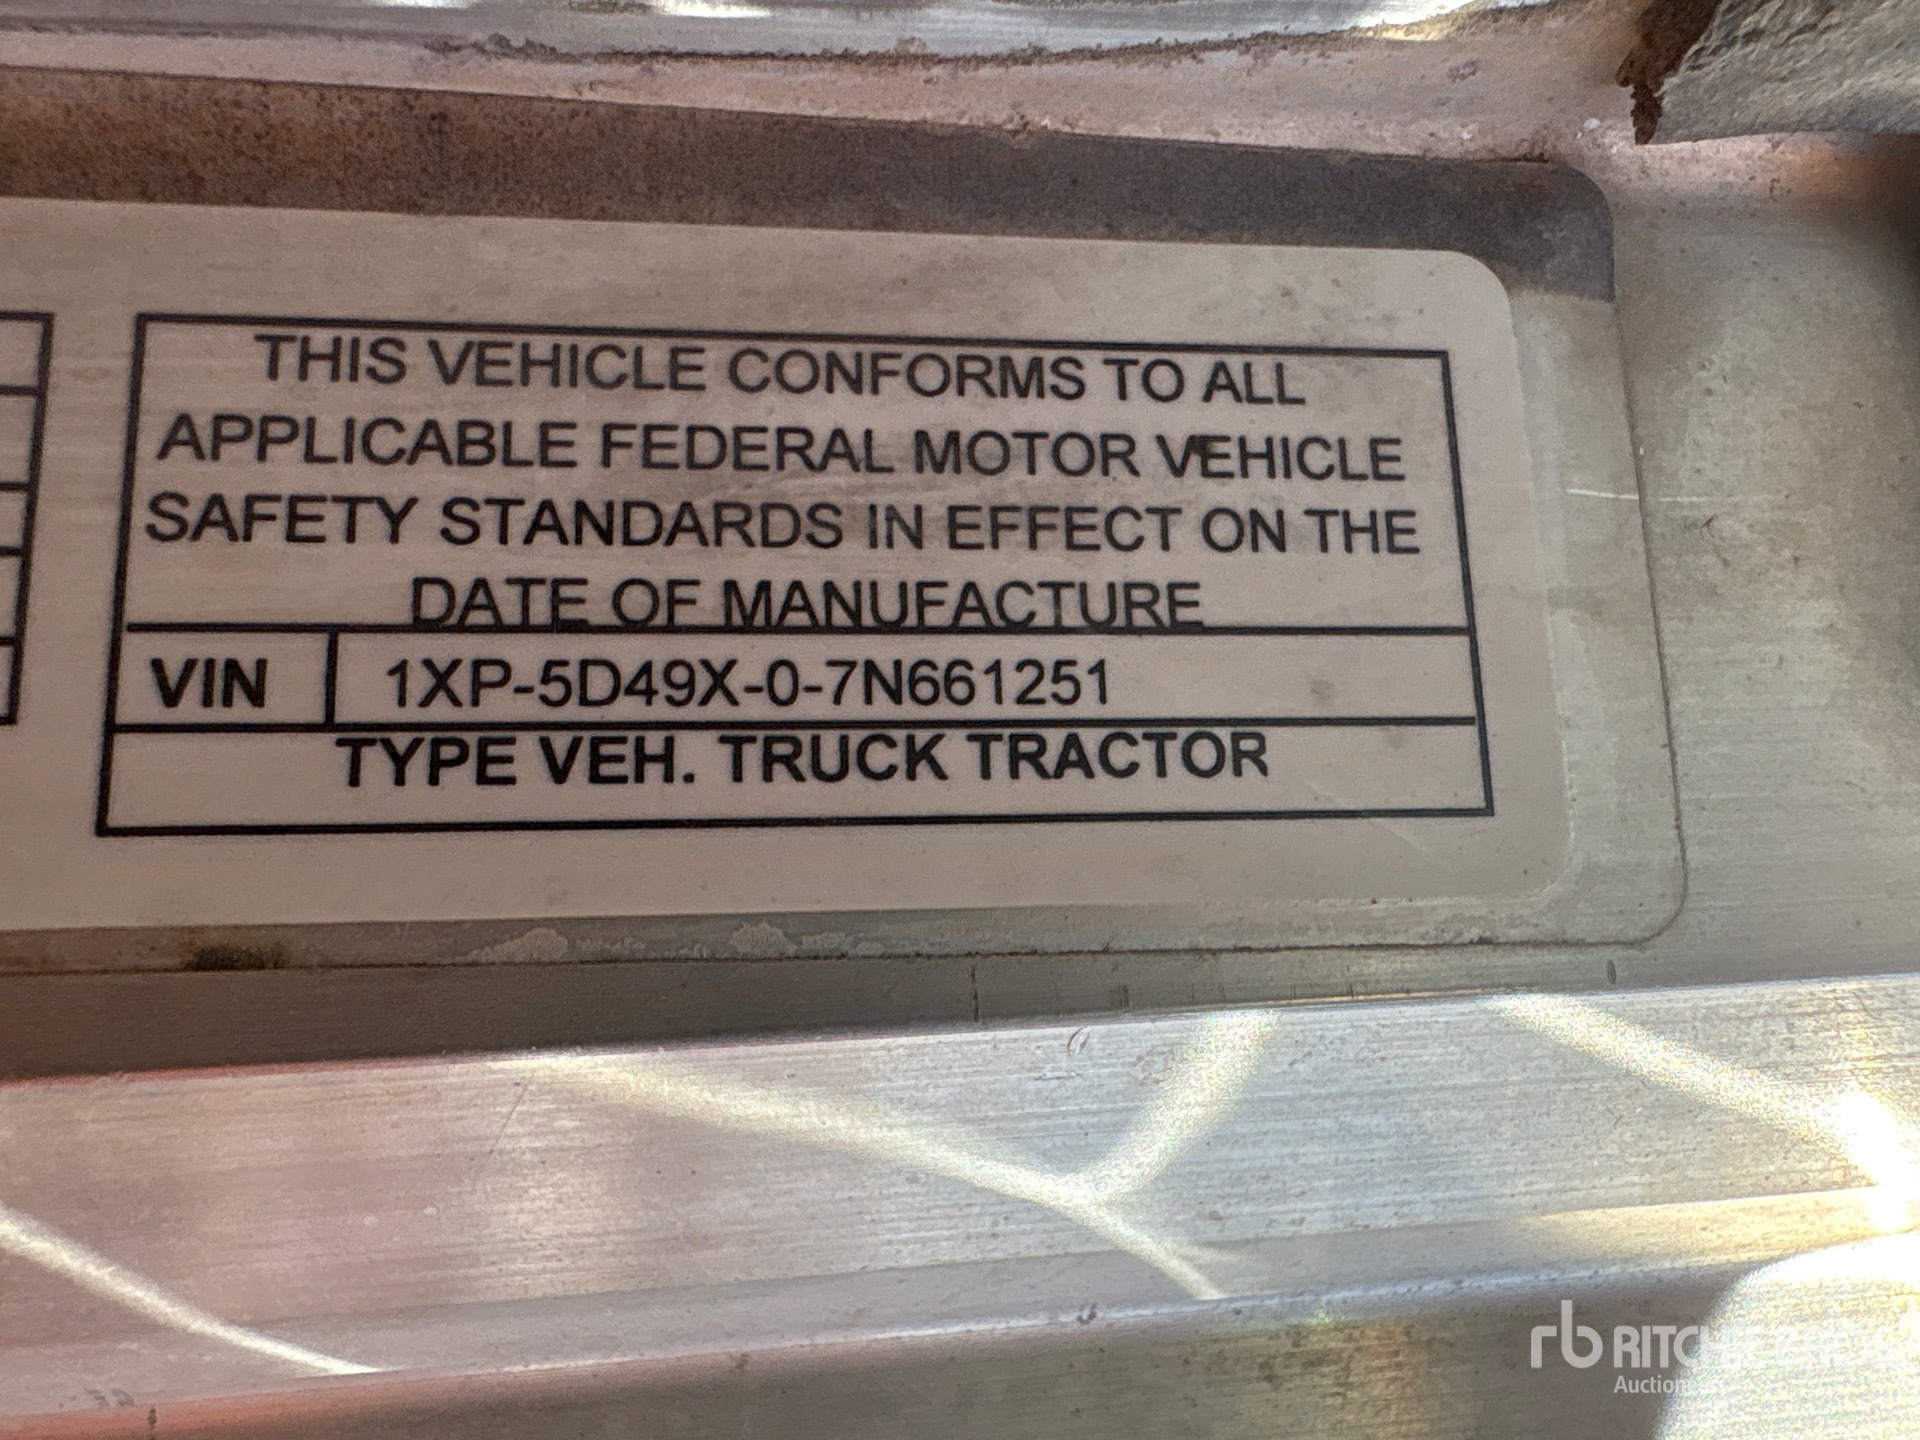 THIS VEHICLE CONFORMS TO ALL
APPLICABLE FEDERAL MOTOR VEHICLE
SAFETY STANDARDS IN EFFECT ON THE
DATE OF MANUFACTURE
VIN 1XP-5D49X-0-7N661251
TYPE VEH. TRUCK TRACTOR
rb